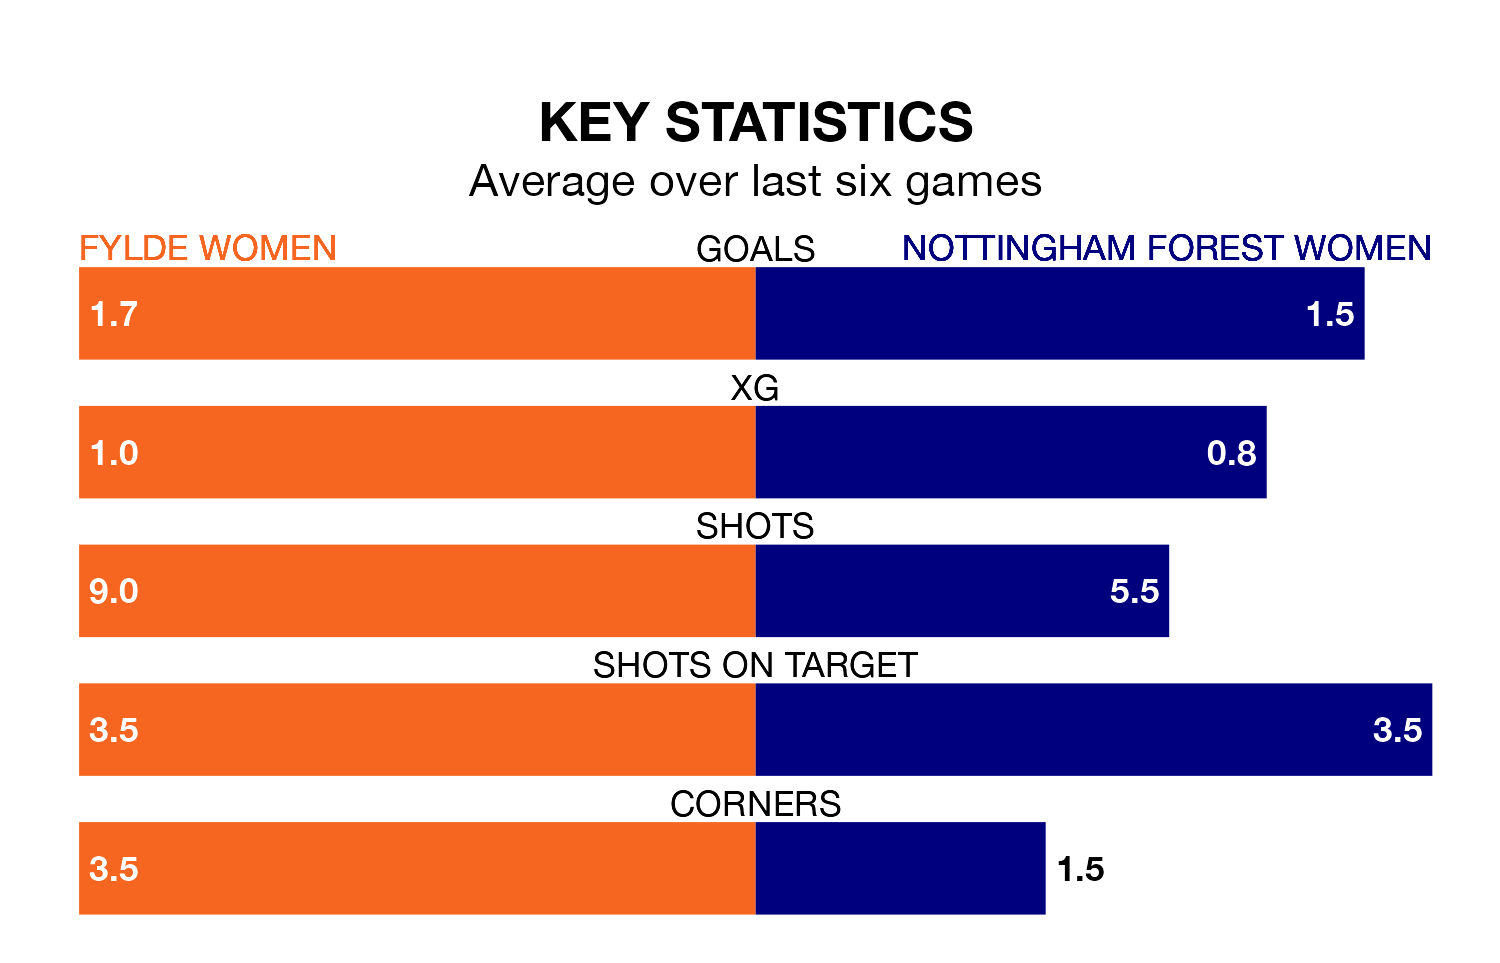 KEY STATISTICS
Average over last six games
FYLDE WOMEN GOALS NOTTINGHAM FOREST WOMEN
1.7 1.5
XG
1.0 0.8
SHOTS
9.0 5.5
SHOTS ON TARGET
3.5 3.5
CORNERS
3.5 1.5